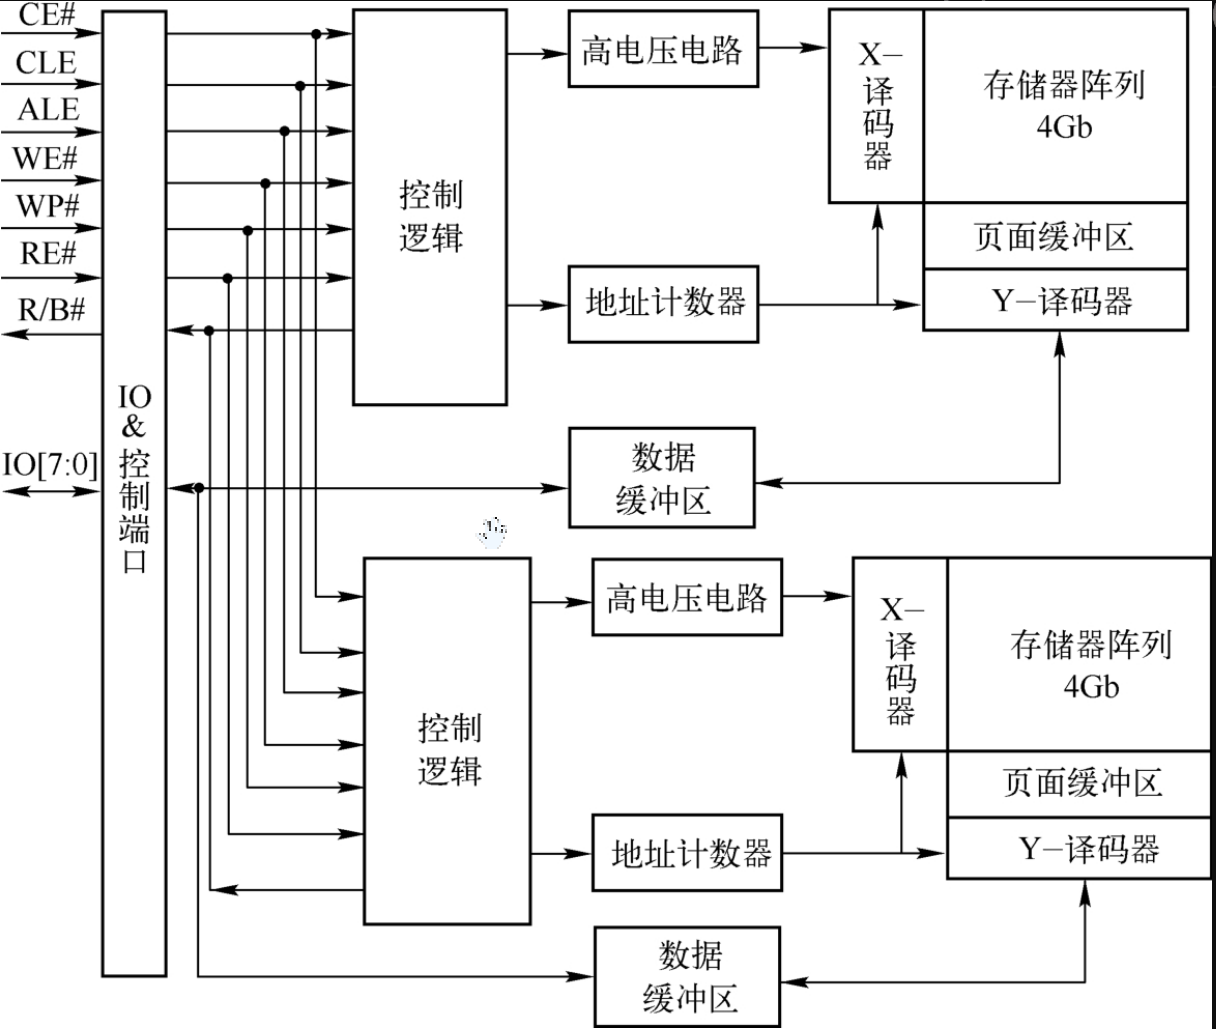 CE#
CLE
ALE
WE#
WP#
RE#
R/B#
IO[7:0]
IO
&
控
制
端
口
控制
逻辑
高电压电路
X—
译
码
器
存储器阵列
4Gb
页面缓冲区
Y—译码器
地址计数器
数据
缓冲区
控制
逻辑
高电压电路
X—
译
码
器
存储器阵列
4Gb
页面缓冲区
Y—译码器
地址计数器
数据
缓冲区